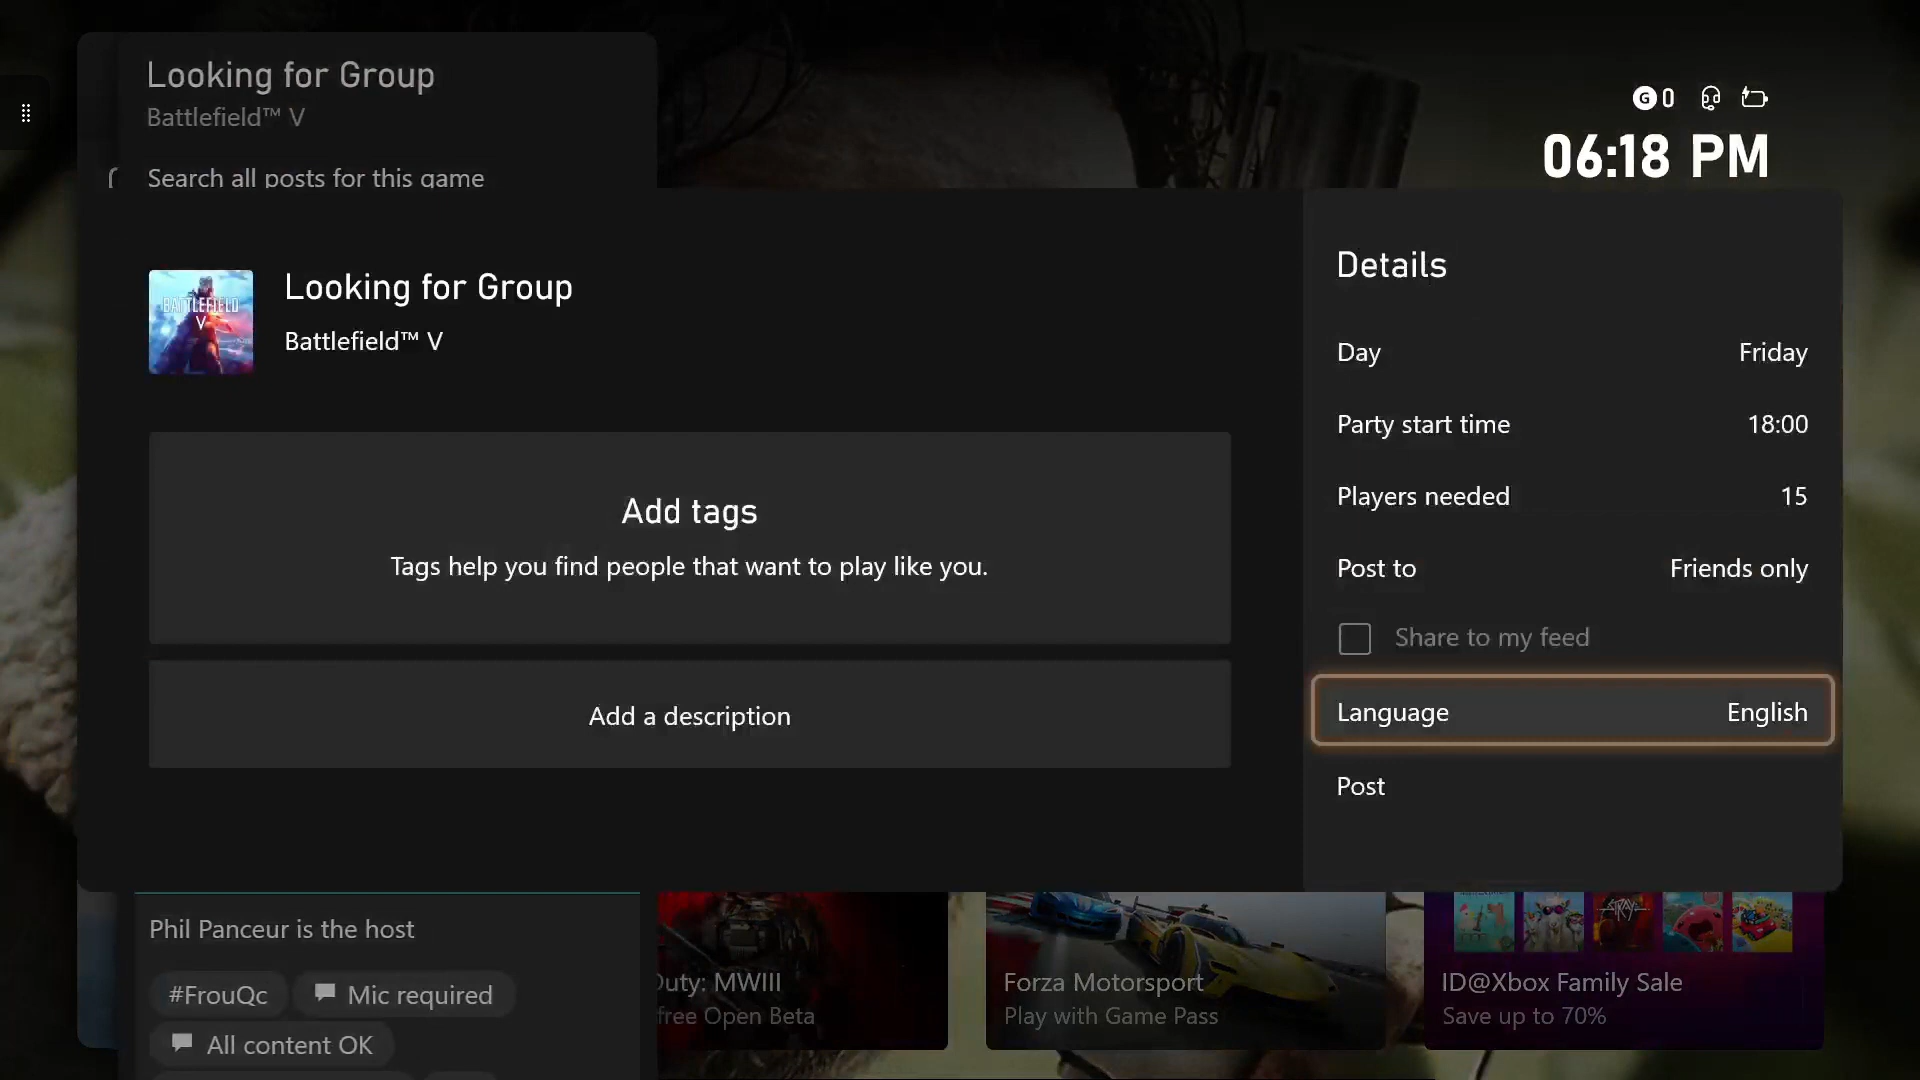 Looking for Group
Battlefield™ V
Search all posts for this game
G 0
06:18 PM
BATTLEFIELD
V
Looking for Group
Battlefield™ V
Add tags
Tags help you find people that want to play like you.
Add a description
Details
Day Friday
Party start time 18:00
Players needed 15
Post to Friends only
Share to my feed
Language English
Post
Phil Panceur is the host
#FrouQc
Mic required
All content OK
Duty: MWIII
free Open Beta
Forza Motorsport
Play with Game Pass
STRAY
ID@Xbox Family Sale
Save up to 70%